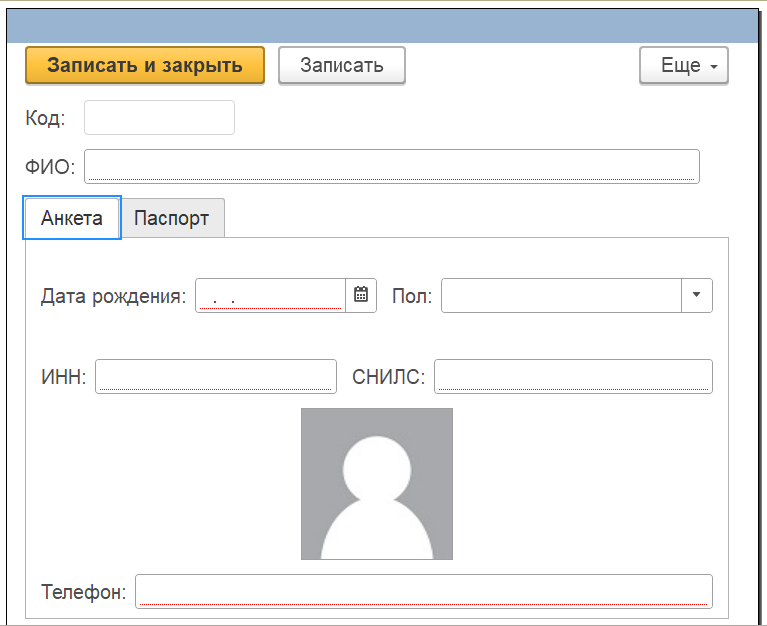 Записать и закрыть Записать Еще
Код:
ФИО:
Анкета Паспорт
Дата рождения: . . Пол:
ИНН: СНИЛС:
Телефон: